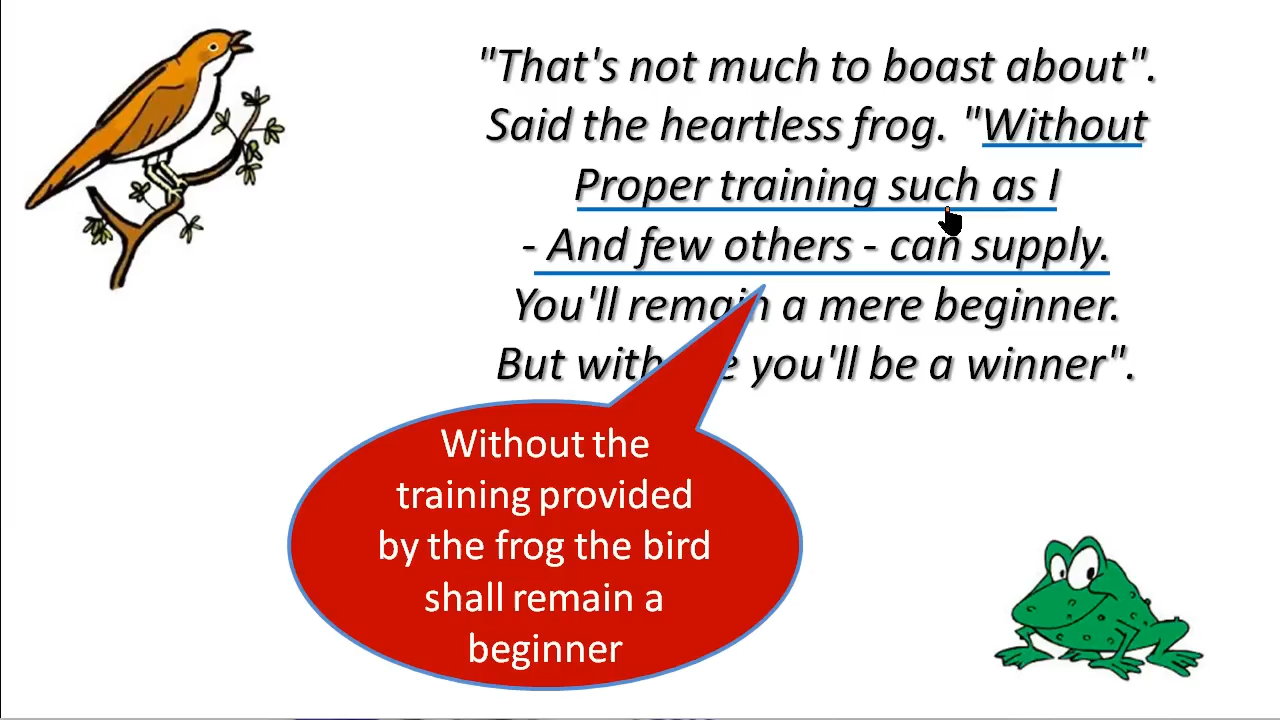 "That's not much to boast about".
Said the heartless frog. "Without
Proper training such as I
- And few others - can supply.
You'll remain a mere beginner.
But with you'll be a winner".
Without the
training provided
by the frog the bird
shall remain a
beginner